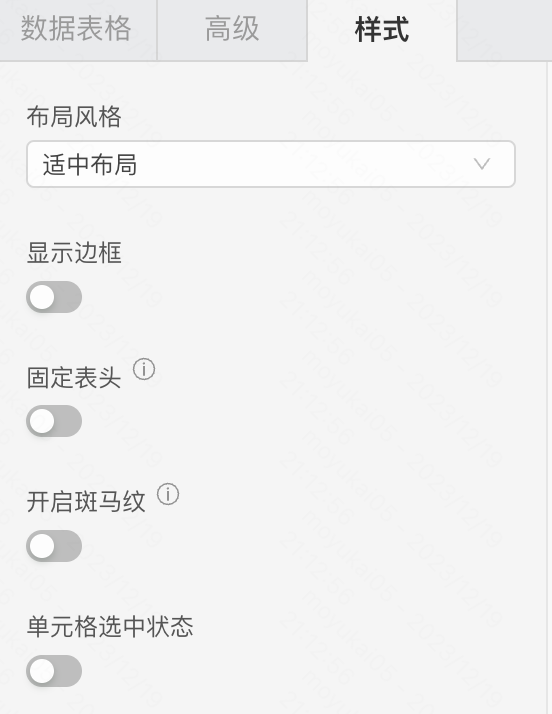 数据表格 高级 样式
布局风格
适中布局
显示边框
固定表头
开启斑马纹
单元格选中状态